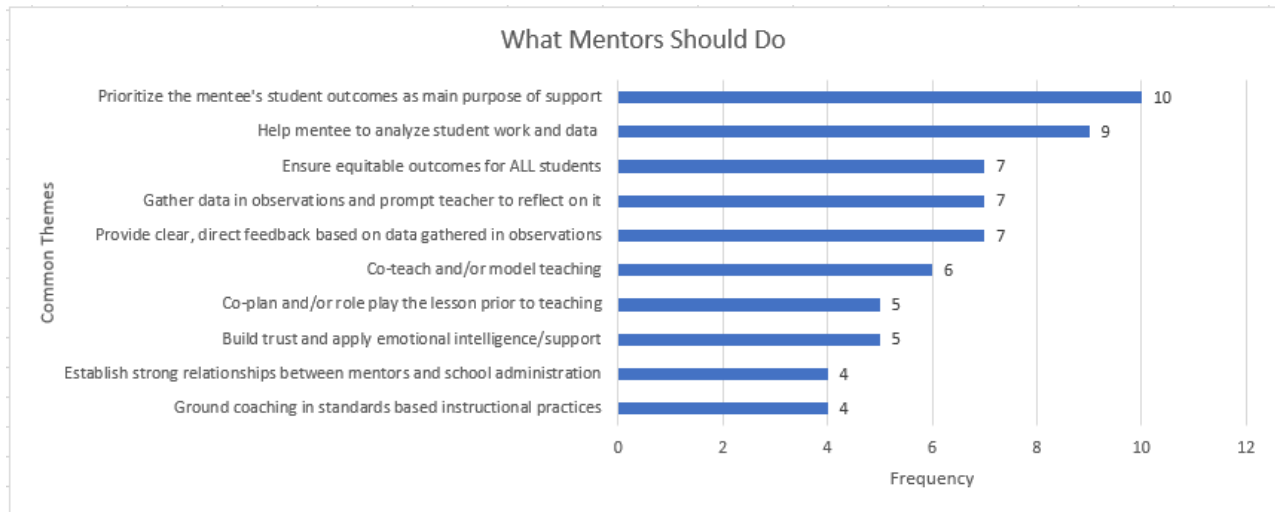 What Mentors Should Do
Common Themes
Prioritize the mentee's student outcomes as main purpose of support 10
Help mentee to analyze student work and data 9
Ensure equitable outcomes for ALL students 7
Gather data in observations and prompt teacher to reflect on it 7
Provide clear, direct feedback based on data gathered in observations 7
Co-teach and/or model teaching 6
Co-plan and/or role play the lesson prior to teaching 5
Build trust and apply emotional intelligence/support 5
Establish strong relationships between mentors and school administration 4
Ground coaching in standards based instructional practices 4
0 2 4 6 8 10 12
Frequency